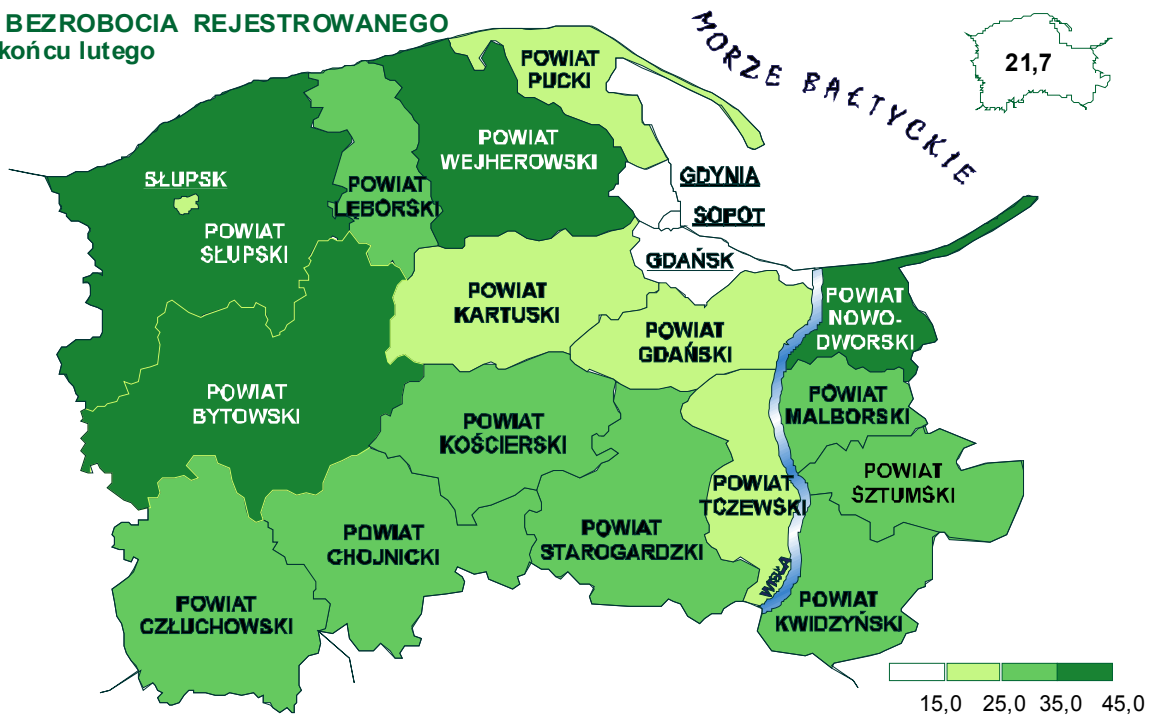 BEZROBOCIA REJESTROWANEGO
końcu lutego
MORZE BAŁTYCKIE
21,7
POWIAT
PUCKI
POWIAT
WEJHEROWSKI
GDYNIA
SŁUPSK
POWIAT
LĘBORSKI
SOPOT
POWIAT
SŁUPSKI
GDAŃSK
POWIAT
KARTUSKI
POWIAT
NOWO-
DWORSKI
POWIAT
GDAŃSKI
POWIAT
BYTOWSKI
POWIAT
MALBORSKI
POWIAT
KOŚCIERSKI
POWIAT
SZTUMSKI
POWIAT
TCZEWSKI
POWIAT
CHOJNICKI
POWIAT
STAROGARDZKI
WISŁA
POWIAT
CZŁUCHOWSKI
POWIAT
KWIDZYŃSKI
15,0 25,0 35,0 45,0